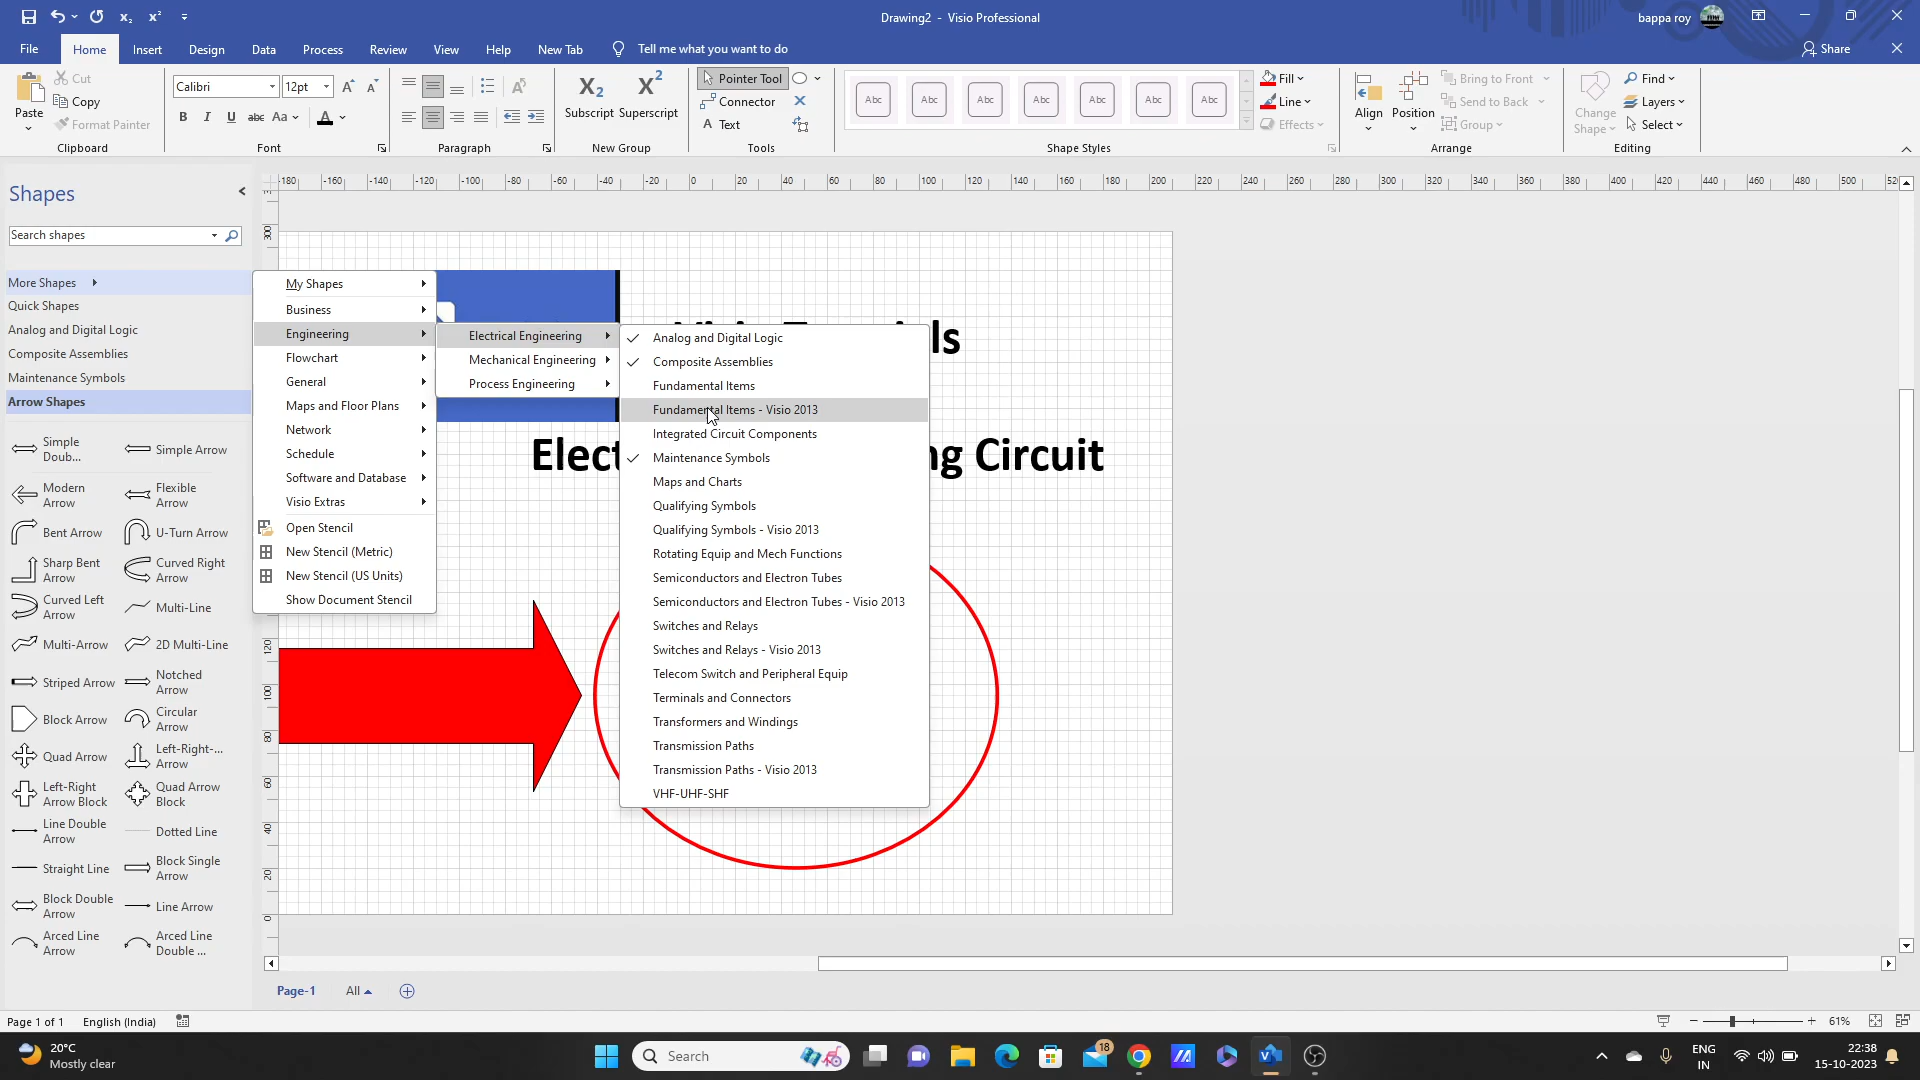 Drawing2 - Visio Professional
bappa roy
File Home Insert Design Data Process Review View Help New Tab Tell me what you want to do
Share
Paste
Cut
Copy
Format Painter
Clipboard
Calibri 12pt
Font
Paragraph
Subscript Superscript
New Group
Pointer Tool
Connector
A Text
Tools
Abc Abc Abc Abc Abc Abc Abc
Shape Styles
Fill
Line
Effects
Align Position
Bring to Front
Send to Back
Group
Arrange
Change Shape
Find
Layers
Select
Editing
Shapes
Search shapes
More Shapes
Quick Shapes
Analog and Digital Logic
Composite Assemblies
Maintenance Symbols
Arrow Shapes
Simple Doub... Simple Arrow
Modern Arrow Flexible Arrow
Bent Arrow U-Turn Arrow
Sharp Bent Arrow Curved Right Arrow
Curved Left Arrow Multi-Line
Multi-Arrow 2D Multi-Line
Striped Arrow Notched Arrow
Block Arrow Circular Arrow
Quad Arrow Left-Right-... Arrow
Left-Right Arrow Block Quad Arrow Block
Line Double Arrow Dotted Line
Straight Line Block Single Arrow
Block Double Arrow Line Arrow
Arced Line Arrow Arced Line Double ...
My Shapes
Business
Engineering
Flowchart
General
Maps and Floor Plans
Network
Schedule
Software and Database
Visio Extras
Open Stencil
New Stencil (Metric)
New Stencil (US Units)
Show Document Stencil
Electrical Engineering
Mechanical Engineering
Process Engineering
Analog and Digital Logic
Composite Assemblies
Fundamental Items
Fundamental Items - Visio 2013
Integrated Circuit Components
Maintenance Symbols
Maps and Charts
Qualifying Symbols
Qualifying Symbols - Visio 2013
Rotating Equip and Mech Functions
Semiconductors and Electron Tubes
Semiconductors and Electron Tubes - Visio 2013
Switches and Relays
Switches and Relays - Visio 2013
Telecom Switch and Peripheral Equip
Terminals and Connectors
Transformers and Windings
Transmission Paths
Transmission Paths - Visio 2013
VHF-UHF-SHF
ls
Elect ng Circuit
Page-1 All
Page 1 of 1 English (India)
61%
20°C
Mostly clear
Search
18
ENG
IN
22:38
15-10-2023